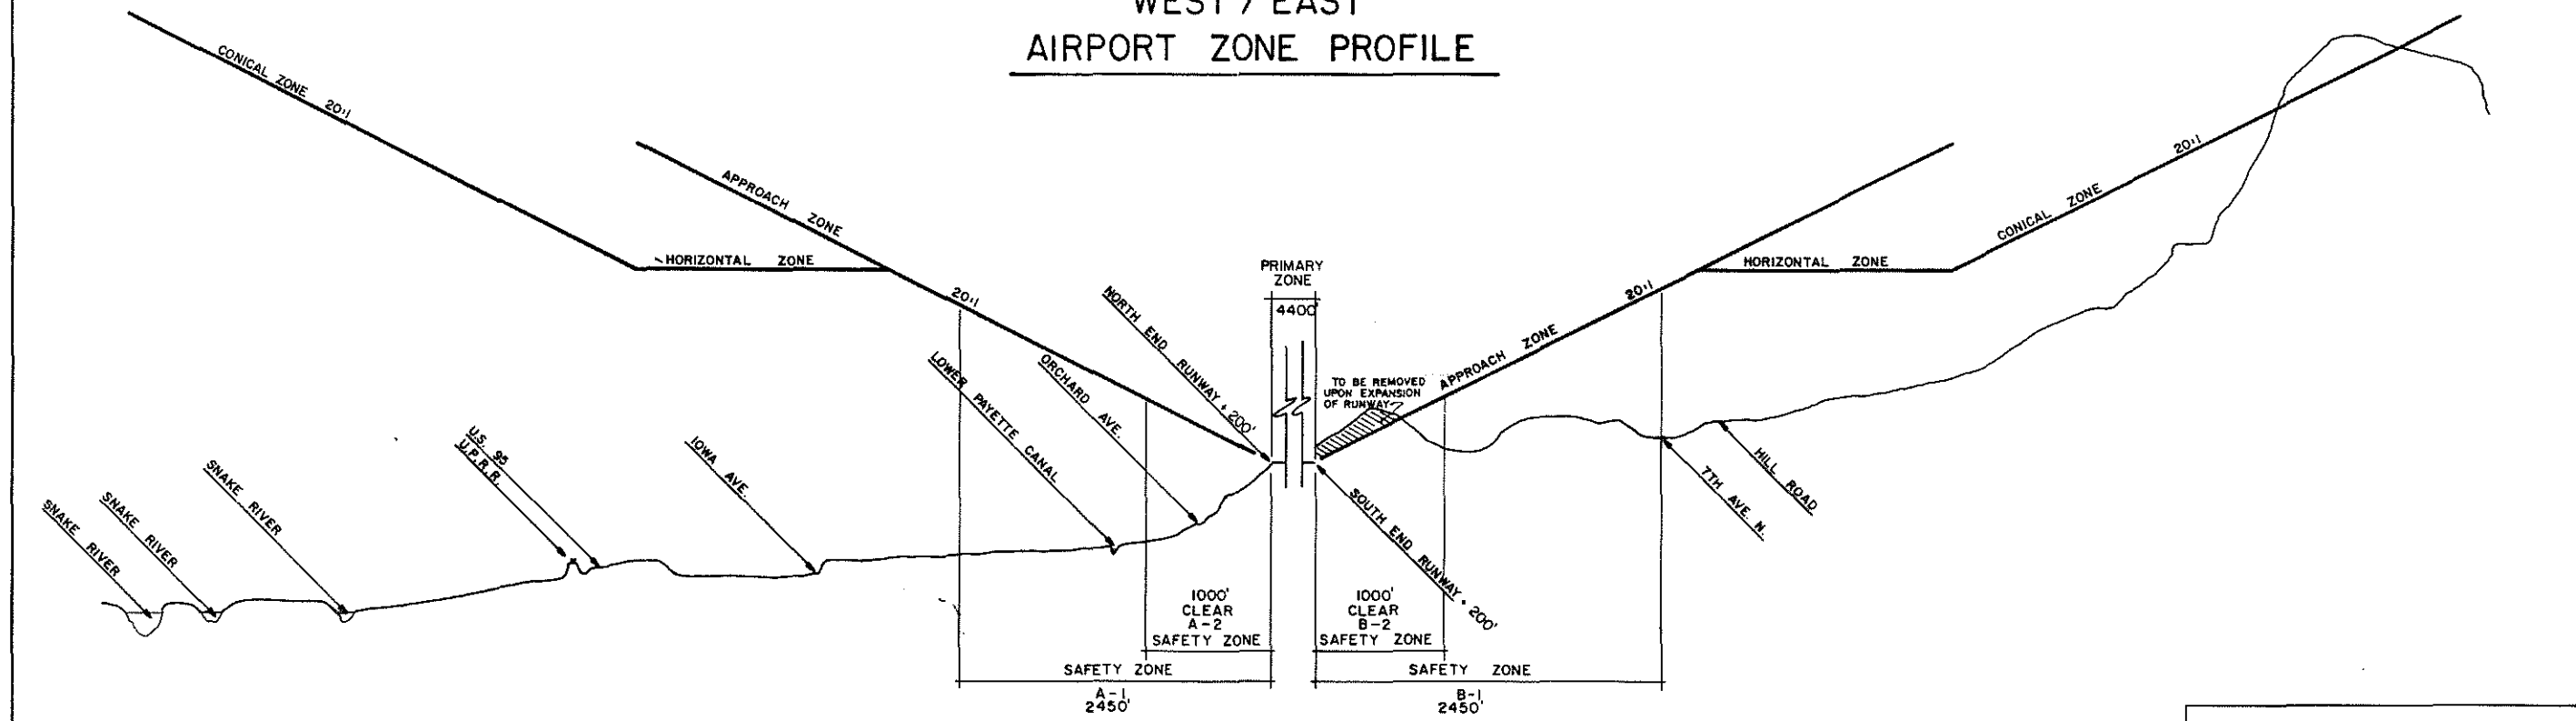 WEST / EAST
AIRPORT ZONE PROFILE
CONICAL ZONE 20:1
APPROACH ZONE
HORIZONTAL ZONE
20:1
PRIMARY
ZONE
4400'
NORTH END RUNWAY + 200'
ORCHARD AVE.
LOWER PAYETTE CANAL
IOWA AVE.
U.S. 95
U.P.R.R.
SNAKE RIVER
SNAKE RIVER
SNAKE RIVER
TO BE REMOVED
UPON EXPANSION
OF RUNWAY
APPROACH ZONE
20:1
HORIZONTAL ZONE
CONICAL ZONE
20:1
HILL ROAD
7TH AVE. N.
SOUTH END RUNWAY + 200'
1000'
CLEAR
A-2
SAFETY ZONE
1000'
CLEAR
B-2
SAFETY ZONE
SAFETY ZONE
A-1
2450'
SAFETY ZONE
B-1
2450'